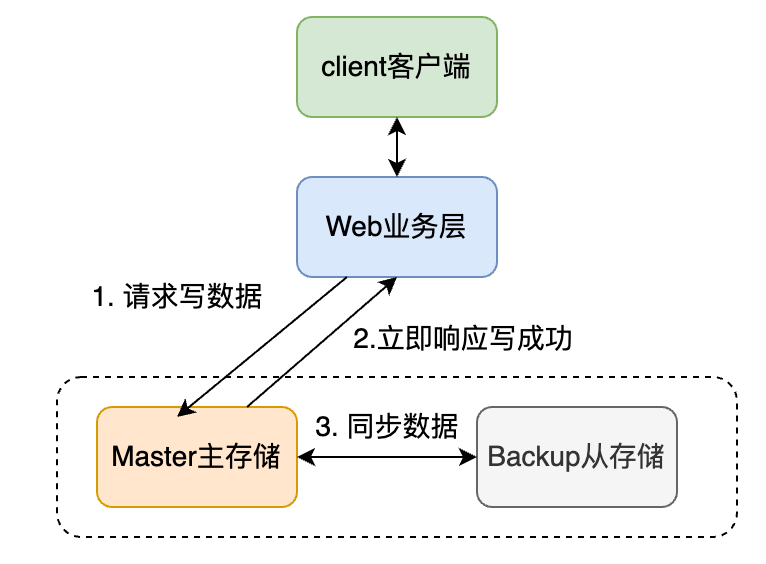 client客户端
Web业务层
1. 请求写数据
2.立即响应写成功
3. 同步数据
Master主存储
Backup从存储